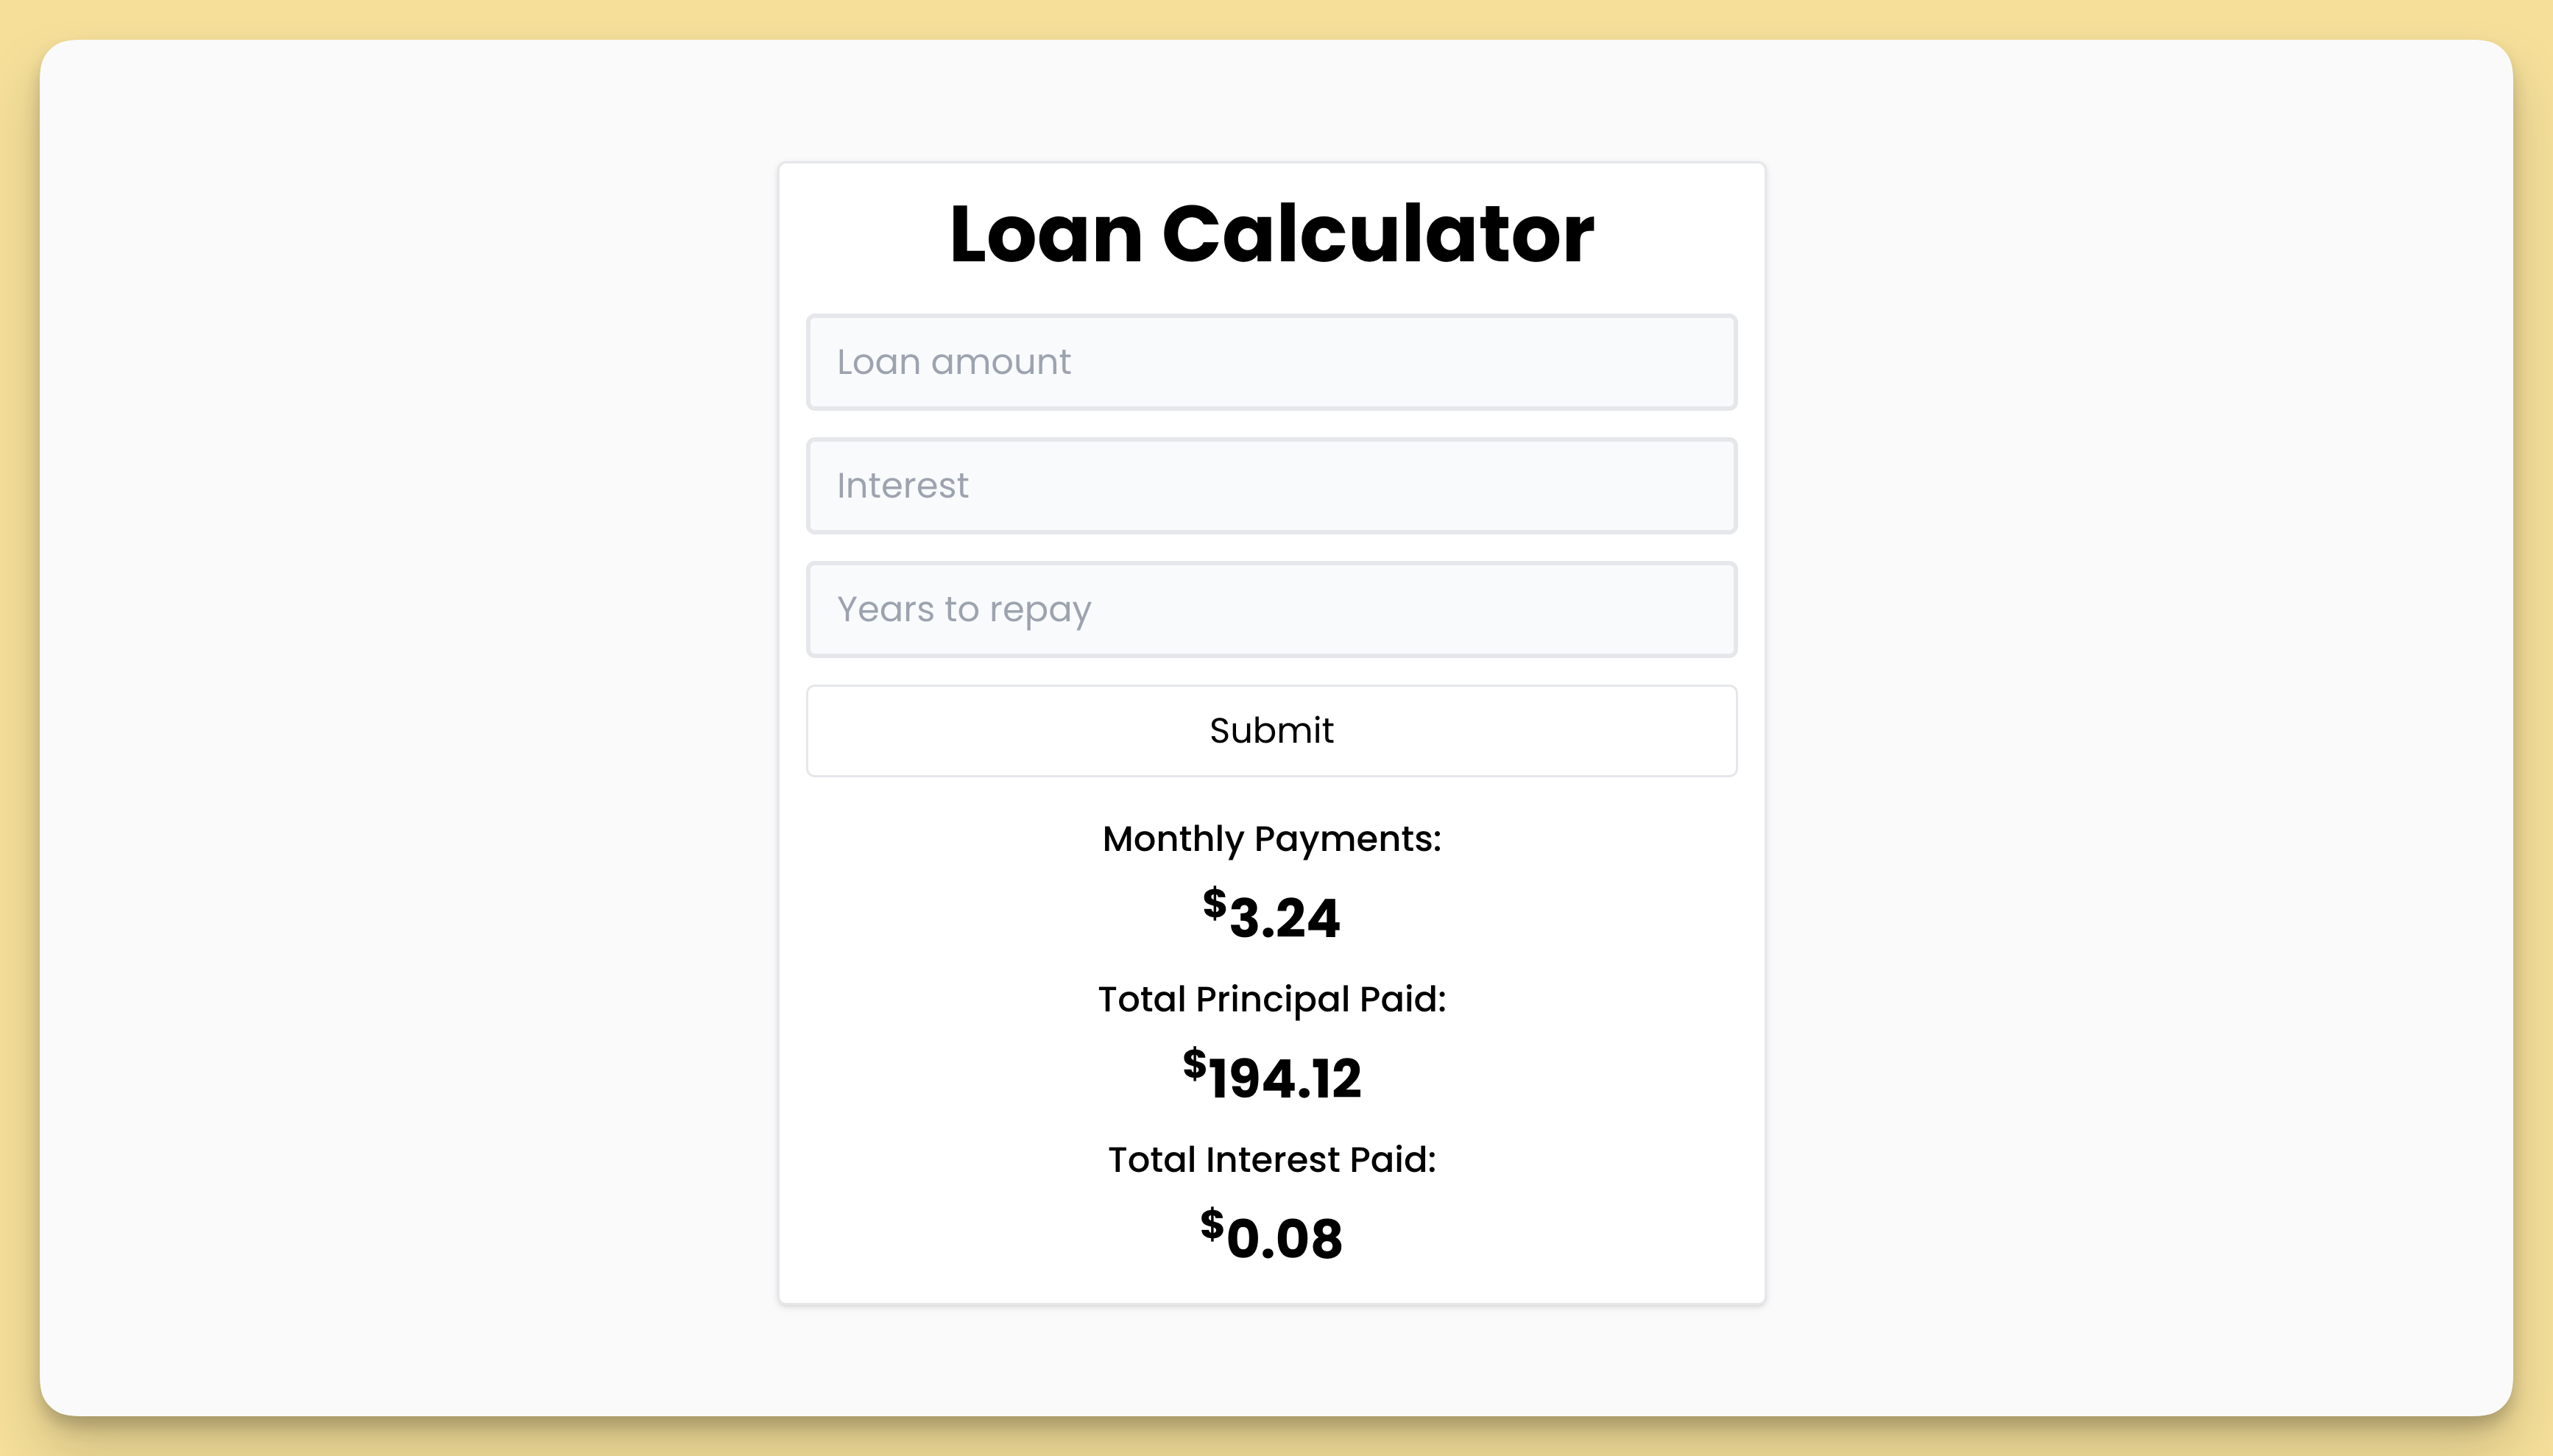 Loan Calculator
Loan amount
Interest
Years to repay
Submit
Monthly Payments:
$3.24
Total Principal Paid:
$194.12
Total Interest Paid:
$0.08